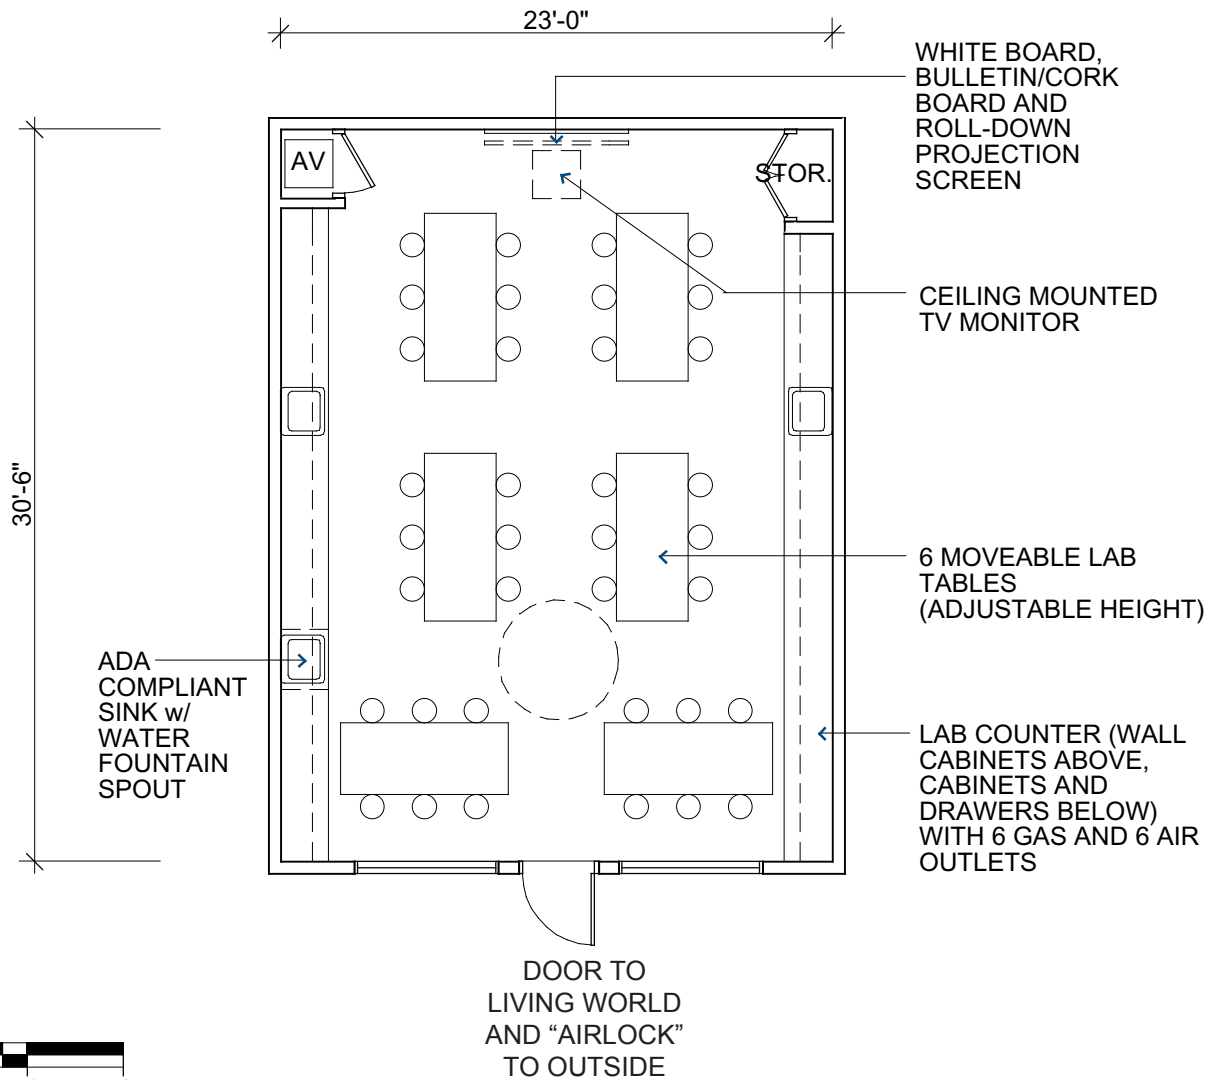 23'-0"
WHITE BOARD,
BULLETIN/CORK
BOARD AND
ROLL-DOWN
PROJECTION
SCREEN
AV
STOR.
CEILING MOUNTED
TV MONITOR
30'-6"
6 MOVEABLE LAB
TABLES
(ADJUSTABLE HEIGHT)
ADA
COMPLIANT
SINK w/
WATER
FOUNTAIN
SPOUT
LAB COUNTER (WALL
CABINETS ABOVE,
CABINETS AND
DRAWERS BELOW)
WITH 6 GAS AND 6 AIR
OUTLETS
DOOR TO
LIVING WORLD
AND “AIRLOCK”
TO OUTSIDE